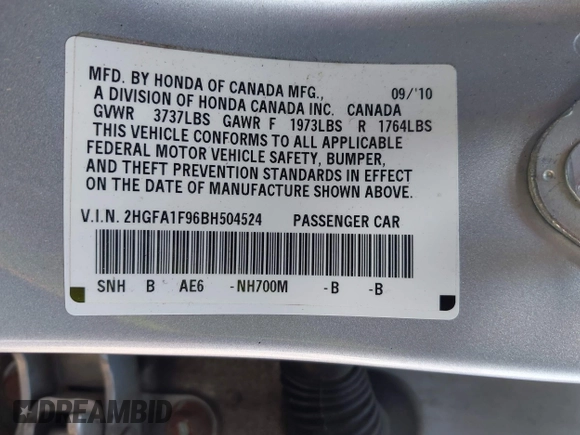 MFD. BY HONDA OF CANADA MFG., 09/'10
A DIVISION OF HONDA CANADA INC. CANADA
GVWR 3737LBS GAWR F 1973LBS R 1764LBS
THIS VEHICLE CONFORMS TO ALL APPLICABLE
FEDERAL MOTOR VEHICLE SAFETY, BUMPER,
AND THEFT PREVENTION STANDARDS IN EFFECT
ON THE DATE OF MANUFACTURE SHOWN ABOVE.
V.I.N. 2HGFA1F96BH504524 PASSENGER CAR
SNH B AE6 -NH700M -B -B
DREAMBID